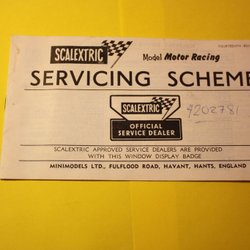 SCALEXTRIC Model Motor Racing
SERVICING SCHEME
SCALEXTRIC
OFFICIAL
SERVICE DEALER
9202781
SCALEXTRIC APPROVED SERVICE DEALERS ARE PROVIDED
WITH THIS WINDOW DISPLAY BADGE
MINIMODELS LTD., FULFLOOD ROAD, HAVANT, HANTS, ENGLAND